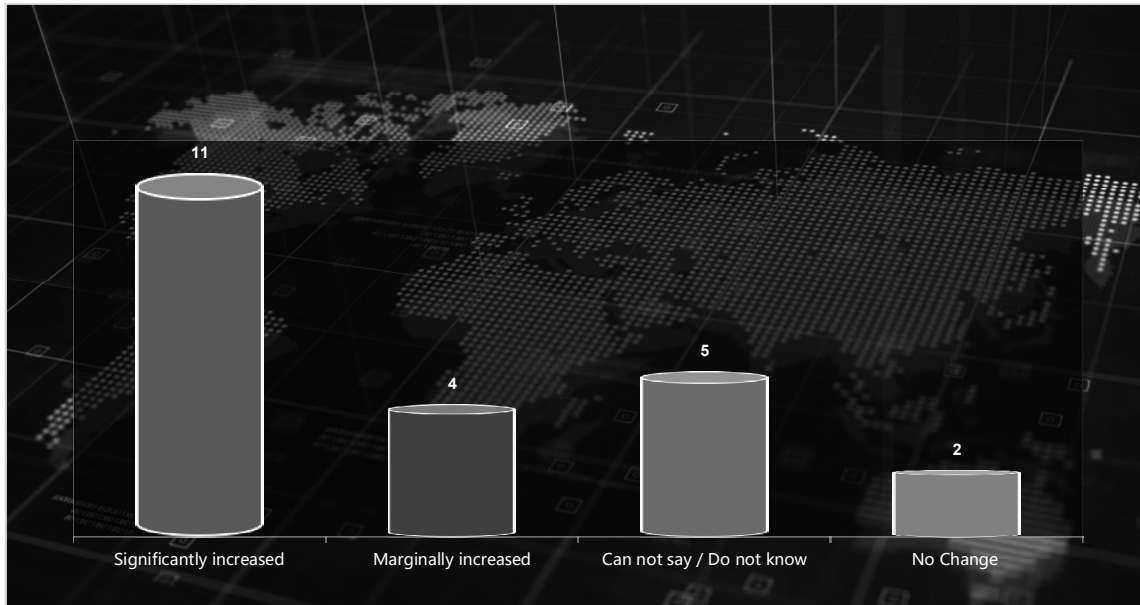 11
4
5
2
Significantly increased
Marginally increased
Can not say / Do not know
No Change